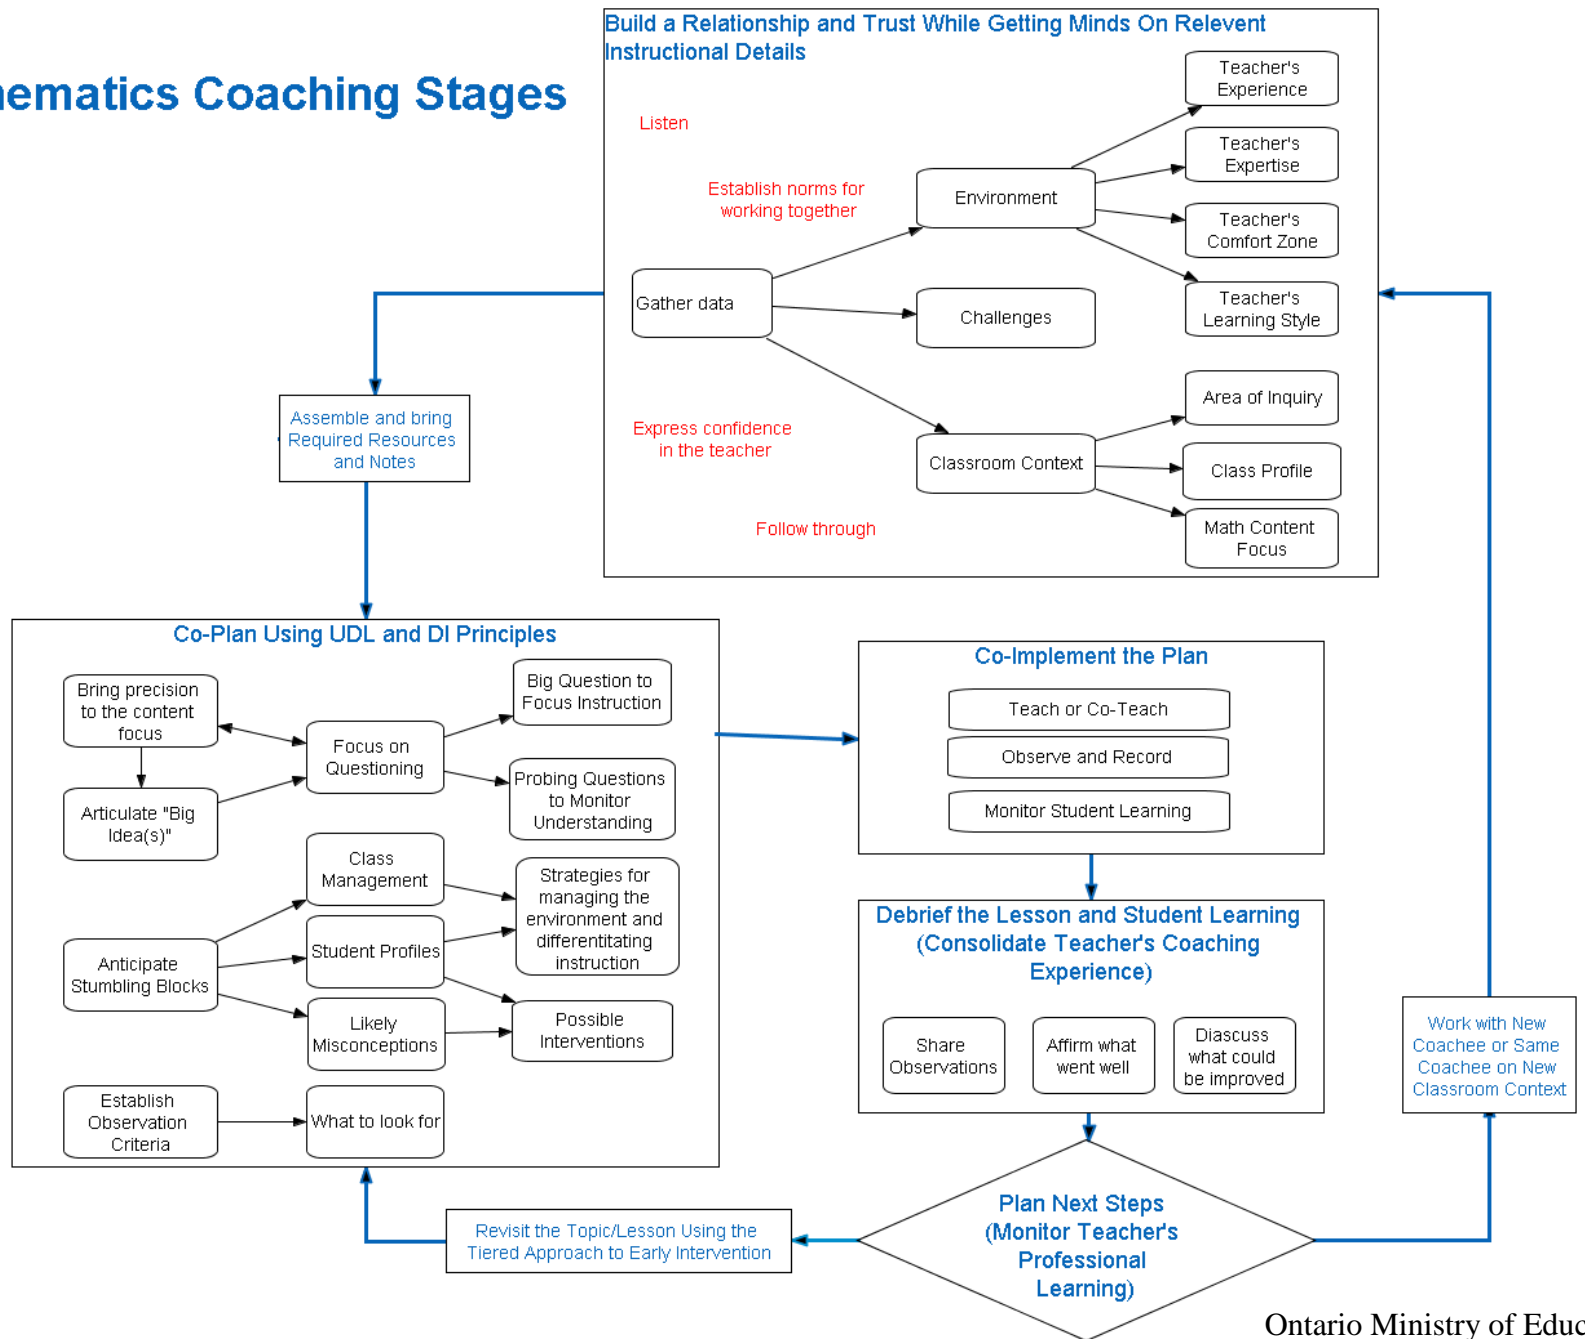 Build a Relationship and Trust While Getting Minds On Relevent
Instructional Details
hematics Coaching Stages
Listen
Establish norms for
working together
Gather data
Express confidence
in the teacher
Follow through
Environment
Challenges
Classroom Context
Teacher's
Experience
Teacher's
Expertise
Teacher's
Comfort Zone
Teacher's
Learning Style
Area of Inquiry
Class Profile
Math Content
Focus
Assemble and bring
Required Resources
and Notes
Co-Plan Using UDL and DI Principles
Bring precision
to the content
focus
Articulate "Big
Idea(s)"
Focus on
Questioning
Big Question to
Focus Instruction
Probing Questions
to Monitor
Understanding
Anticipate
Stumbling Blocks
Class
Management
Student Profiles
Likely
Misconceptions
Strategies for
managing the
environment and
differentitating
instruction
Possible
Interventions
Establish
Observation
Criteria
What to look for
Co-Implement the Plan
Teach or Co-Teach
Observe and Record
Monitor Student Learning
Debrief the Lesson and Student Learning
(Consolidate Teacher's Coaching
Experience)
Share
Observations
Affirm what
went well
Diascuss
what could
be improved
Plan Next Steps
(Monitor Teacher's
Professional
Learning)
Revisit the Topic/Lesson Using the
Tiered Approach to Early Intervention
Work with New
Coachee or Same
Coachee on New
Classroom Context
Ontario Ministry of Educ